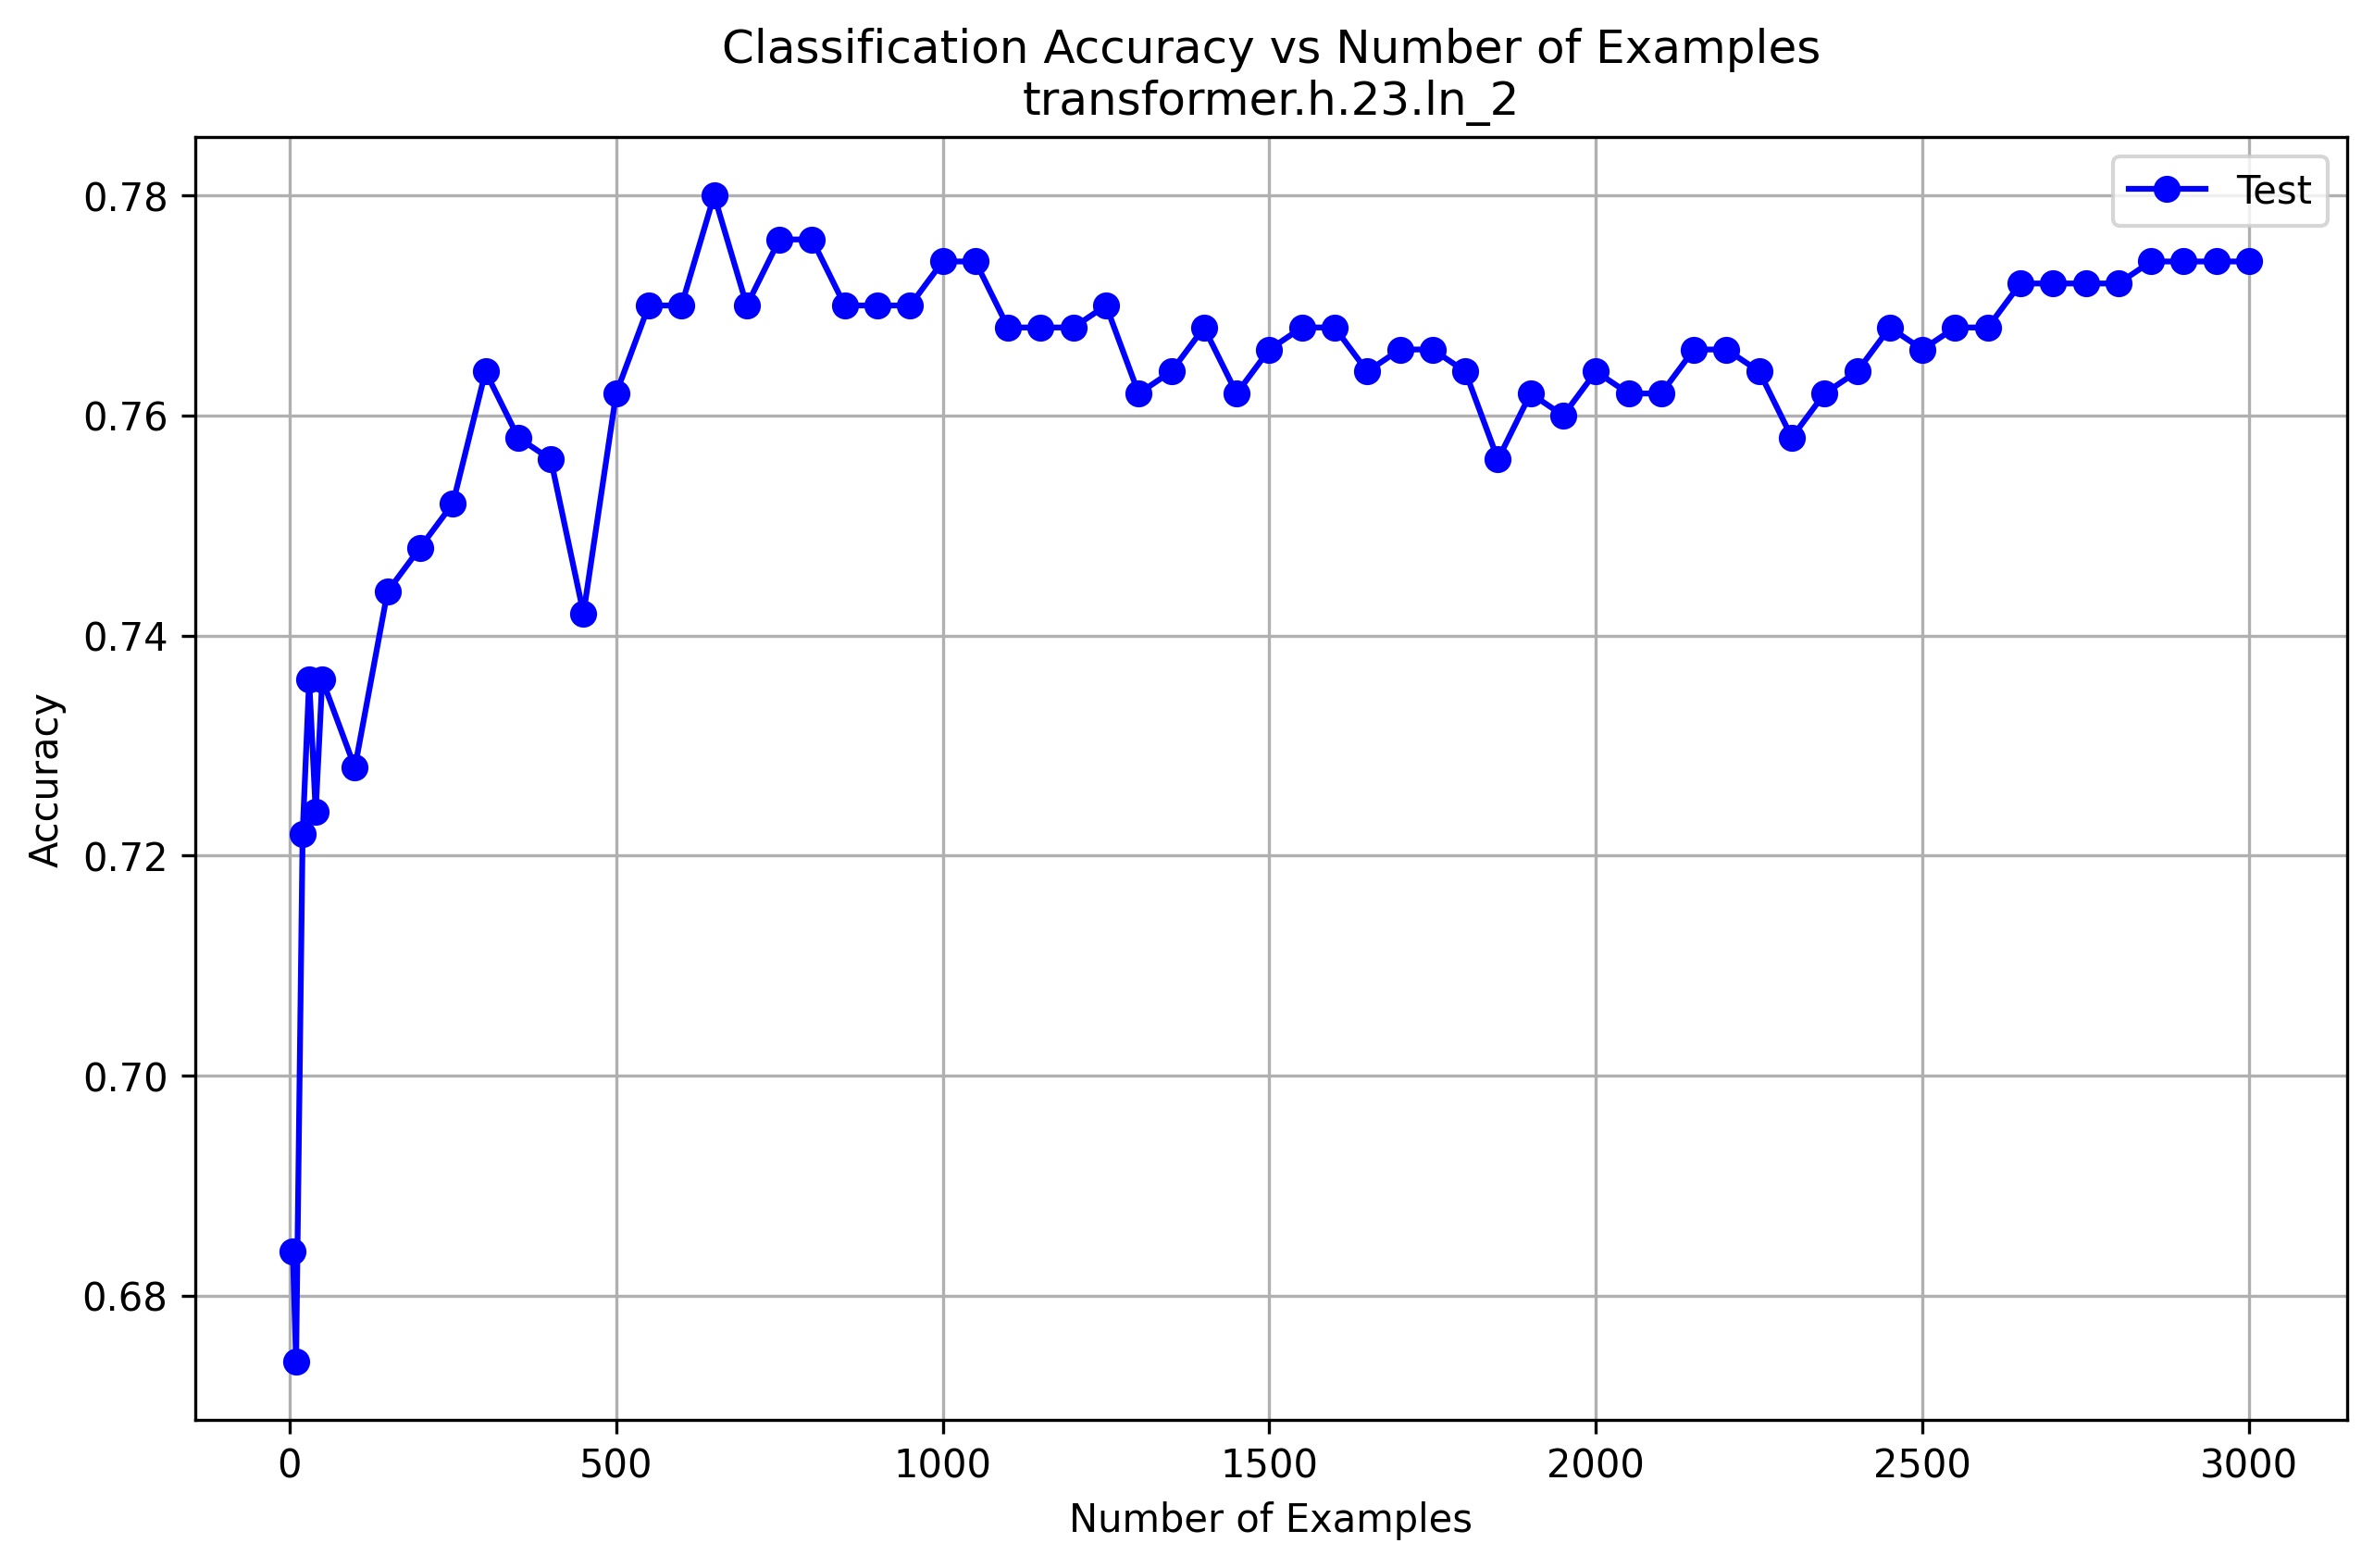 Classification Accuracy vs Number of Examples
transformer.h.23.ln_2
Test
Accuracy
0.78
0.76
0.74
0.72
0.70
0.68
0 500 1000 1500 2000 2500 3000
Number of Examples